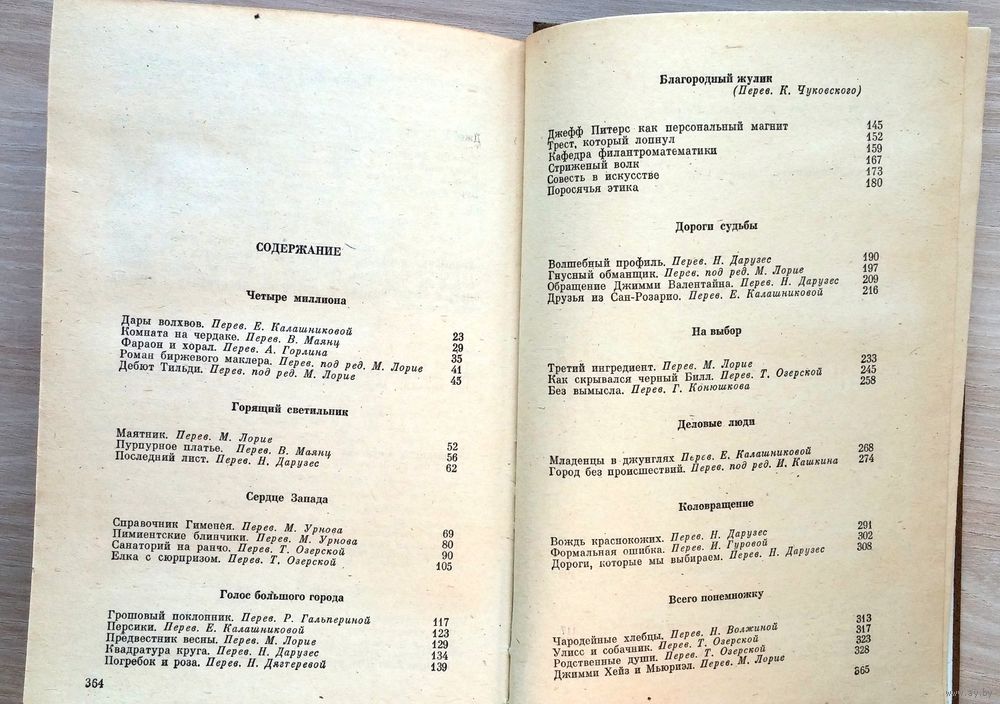 СОДЕРЖАНИЕ
Четыре миллиона
Дары волхвов. Перев. Е. Калашниковой 23
Комната на чердаке. Перев. В. Маянц 29
Фараон и хорал. Перев. А. Горлина 35
Роман биржевого маклера. Перев. под ред. М. Лорие 41
Дебют Тильди. Перев. под ред. М. Лорие 45
Горящий светильник
Маятник. Перев. М. Лорие 52
Пурпурное платье. Перев. В. Маянц 56
Последний лист. Перев. Н. Дарузес 62
Сердце Запада
Справочник Гименея. Перев. М. Урнова 69
Пимиентские блинчики. Перев. М. Урнова 80
Санаторий на ранчо. Перев. Т. Озерской 90
Елка с сюрпризом. Перев. Т. Озерской 105
Голос большого города
Грошовый поклонник. Перев. Р. Гальпериной 117
Персики. Перев. Е. Калашниковой 123
Предвестник весны. Перев. М. Лорие 129
Квадратура круга. Перев. Н. Дарузес 134
Погребок и роза. Перев. Н. Дягтеревой 139
364
Благородный жулик
(Перев. К. Чуковского)
Джефф Питерс как персональный магнит 145
Трест, который лопнул 152
Кафедра филантроматематики 159
Стриженый волк 167
Совесть в искусстве 173
Поросячья этика 180
Дороги судьбы
Волшебный профиль. Перев. Н. Дарузес 190
Гнусный обманщик. Перев. под ред. М. Лорие 197
Обращение Джимми Валентайна. Перев. Н. Дарузес 209
Друзья из Сан-Розарио. Перев. Е. Калашниковой 216
На выбор
Третий ингредиент. Перев. М. Лорие 233
Как скрывался черный Билл. Перев. Т. Озерской 245
Без вымысла. Перев. Г. Конюшкова 258
Деловые люди
Младенцы в джунглях Перев. Е. Калашниковой 268
Город без происшествий. Перев. под ред. И. Кашкина 274
Коловращение
Вождь краснокожих. Перев. Н. Дарузес 291
Формальная ошибка. Перев. И. Гуровой 302
Дороги, которые мы выбираем. Перев. Н. Дарузес 308
Всего понемножку
Чародейные хлебцы. Перев. Н. Волжиной 313
Улисс и собачник. Перев. Т. Озерской 317
Родственные души. Перев. Т. Озерской 323
Джимми Хейз и Мьюриэл. Перев. М. Лорие 328
365
www.ay.by